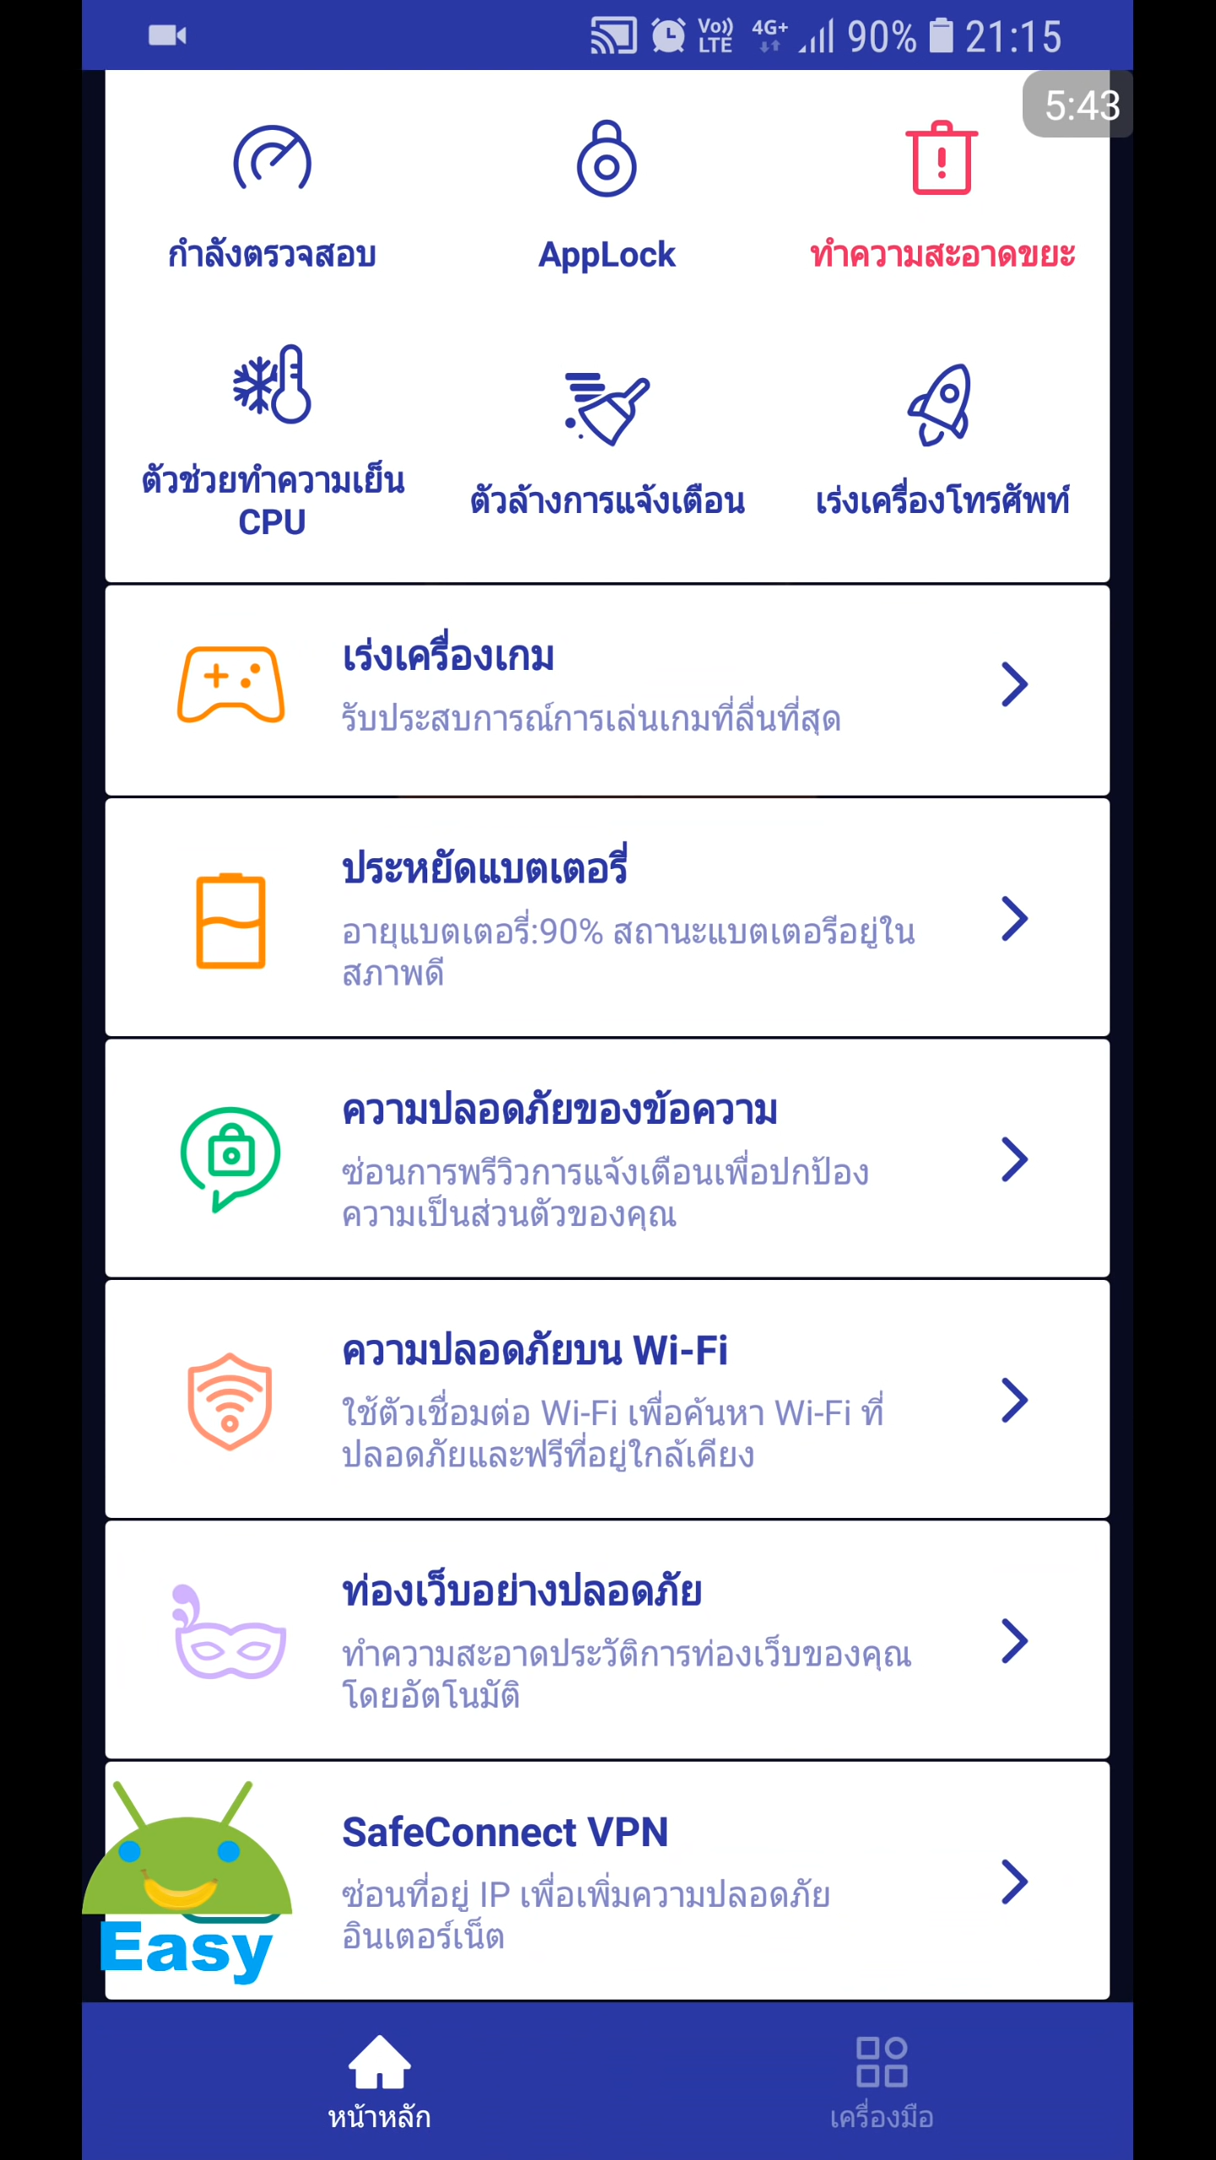 Vo)) LTE 4G+ 90% 21:15
5:43
กำลังตรวจสอบ
AppLock
ทำความสะอาดขยะ
ตัวช่วยทำความเย็น
CPU
ตัวล้างการแจ้งเตือน
เร่งเครื่องโทรศัพท์
เร่งเครื่องเกม
รับประสบการณ์การเล่นเกมที่ลื่นที่สุด
ประหยัดแบตเตอรี่
อายุแบตเตอรี่:90% สถานะแบตเตอรีอยู่ใน
สภาพดี
ความปลอดภัยของข้อความ
ซ่อนการพรีวิวการแจ้งเตือนเพื่อปกป้อง
ความเป็นส่วนตัวของคุณ
ความปลอดภัยบน Wi-Fi
ใช้ตัวเชื่อมต่อ Wi-Fi เพื่อค้นหา Wi-Fi ที่
ปลอดภัยและฟรีที่อยู่ใกล้เคียง
ท่องเว็บอย่างปลอดภัย
ทำความสะอาดประวัติการท่องเว็บของคุณ
โดยอัตโนมัติ
SafeConnect VPN
ซ่อนที่อยู่ IP เพื่อเพิ่มความปลอดภัย
อินเตอร์เน็ต
Easy
หน้าหลัก
เครื่องมือ